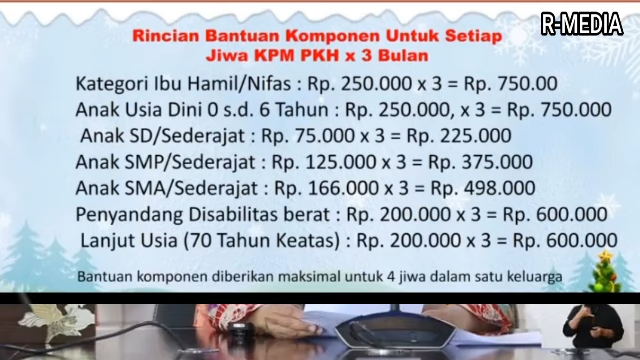 R-MEDIA
Rincian Bantuan Komponen Untuk Setiap
Jiwa KPM PKH x 3 Bulan
Kategori Ibu Hamil/Nifas : Rp. 250.000 x 3 = Rp. 750.00
Anak Usia Dini 0 s.d. 6 Tahun : Rp. 250.000, x 3 = Rp. 750.000
Anak SD/Sederajat : Rp. 75.000 x 3 = Rp. 225.000
Anak SMP/Sederajat : Rp. 125.000 x 3 = Rp. 375.000
Anak SMA/Sederajat : Rp. 166.000 x 3 = Rp. 498.000
Penyandang Disabilitas berat : Rp. 200.000 x 3 = Rp. 600.000
Lanjut Usia (70 Tahun Keatas) : Rp. 200.000 x 3 = Rp. 600.000
Bantuan komponen diberikan maksimal untuk 4 jiwa dalam satu keluarga